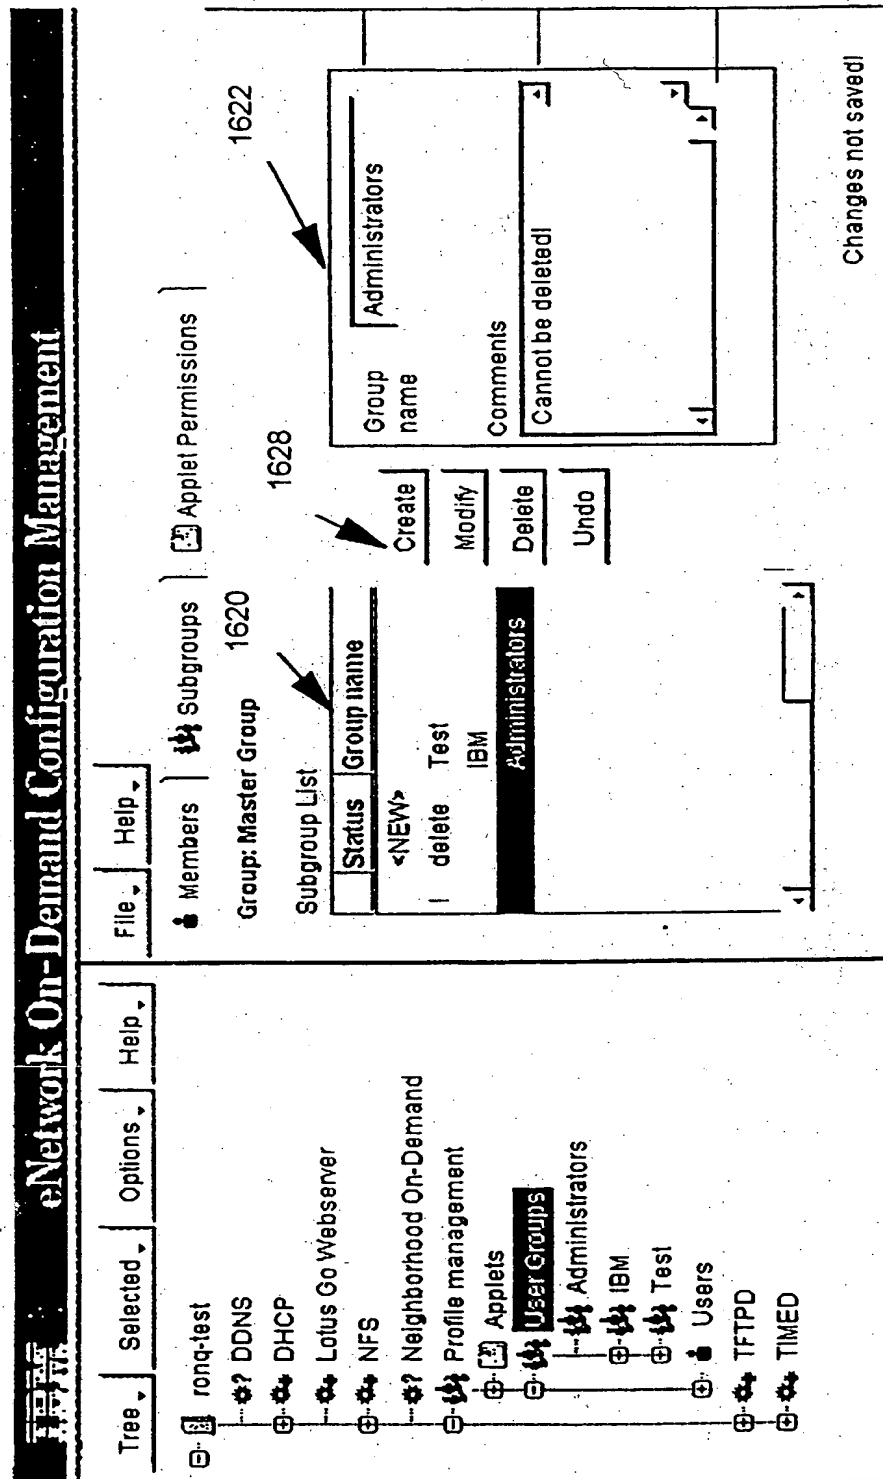 IBM eNetwork On-Demand Configuration Management
Tree Selected Options Help
ronq-test
? DDNS
DHCP
Lotus Go Webserver
NFS
? Neighborhood On-Demand
Profile management
Applets
User Groups
Administrators
IBM
Test
Users
TFTPD
TIMED
File Help
Members Subgroups Applet Permissions
Group: Master Group
1620
1628
1622
Subgroup List
Status Group name
<NEW>
delete Test
IBM
Administrators
Create
Modify
Delete
Undo
Group
name
Administrators
Comments
Cannot be deleted!
Changes not saved!